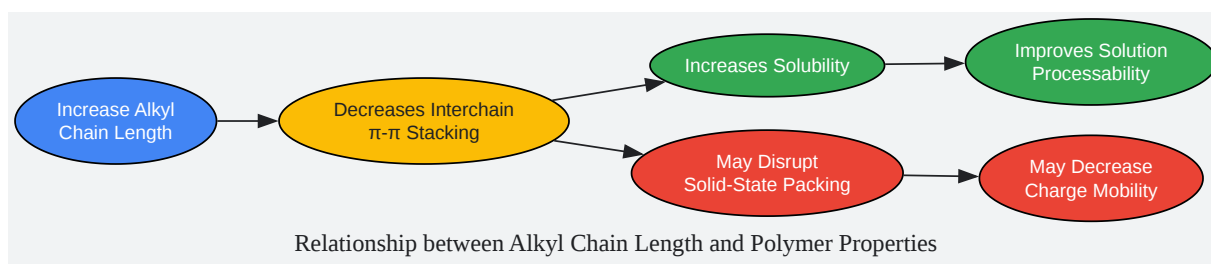 Increase Alkyl
Chain Length
Decreases Interchain
π-π Stacking
Increases Solubility
Improves Solution
Processability
May Disrupt
Solid-State Packing
May Decrease
Charge Mobility
Relationship between Alkyl Chain Length and Polymer Properties